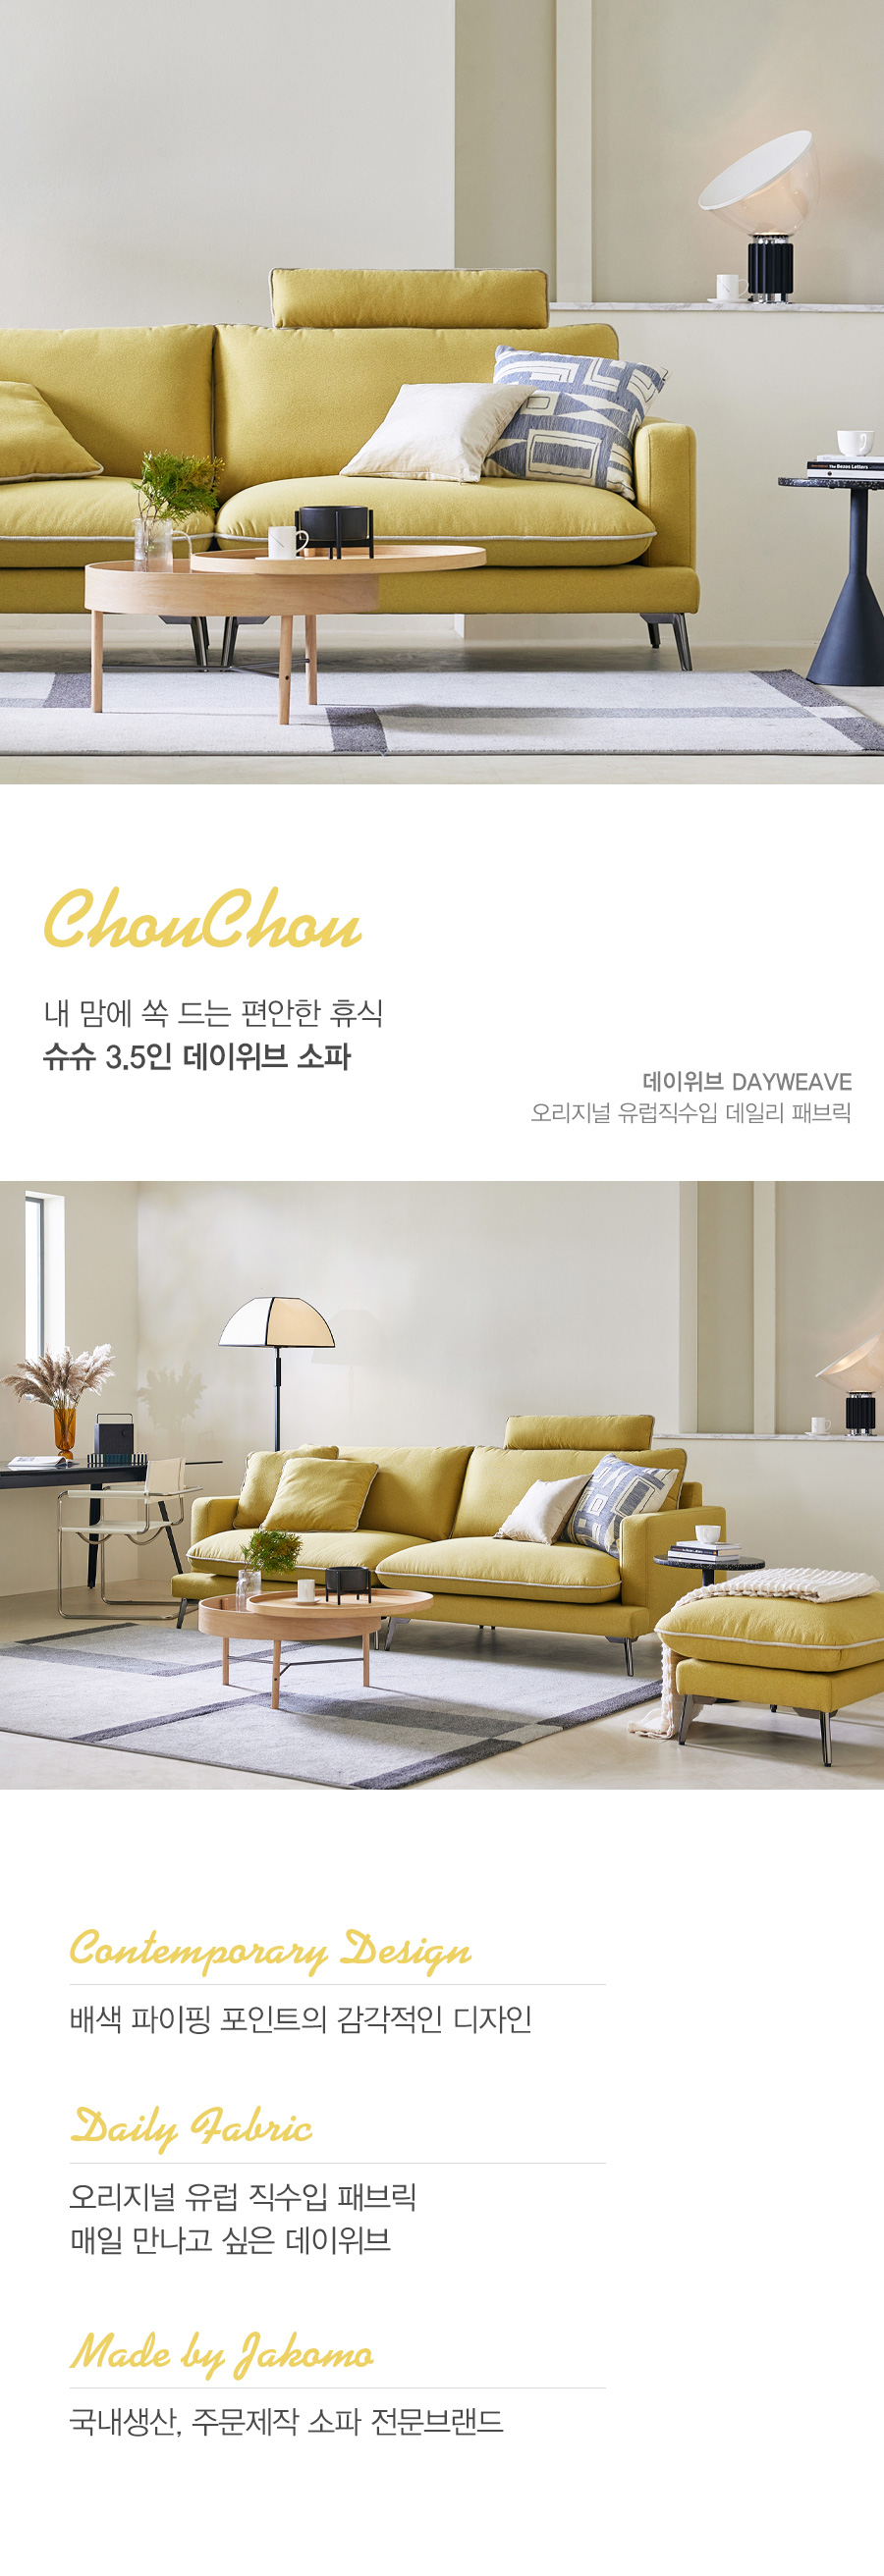 The Bases Letters
ChouChou
내 맘에 쏙 드는 편안한 휴식
슈슈 3.5인 데이위브 소파
데이위브 DAYWEAVE
오리지널 유럽직수입 데일리 패브릭
Contemporary Design
배색 파이핑 포인트의 감각적인 디자인
Daily Fabric
오리지널 유럽 직수입 패브릭
매일 만나고 싶은 데이위브
Made by Jakomo
국내생산, 주문제작 소파 전문브랜드